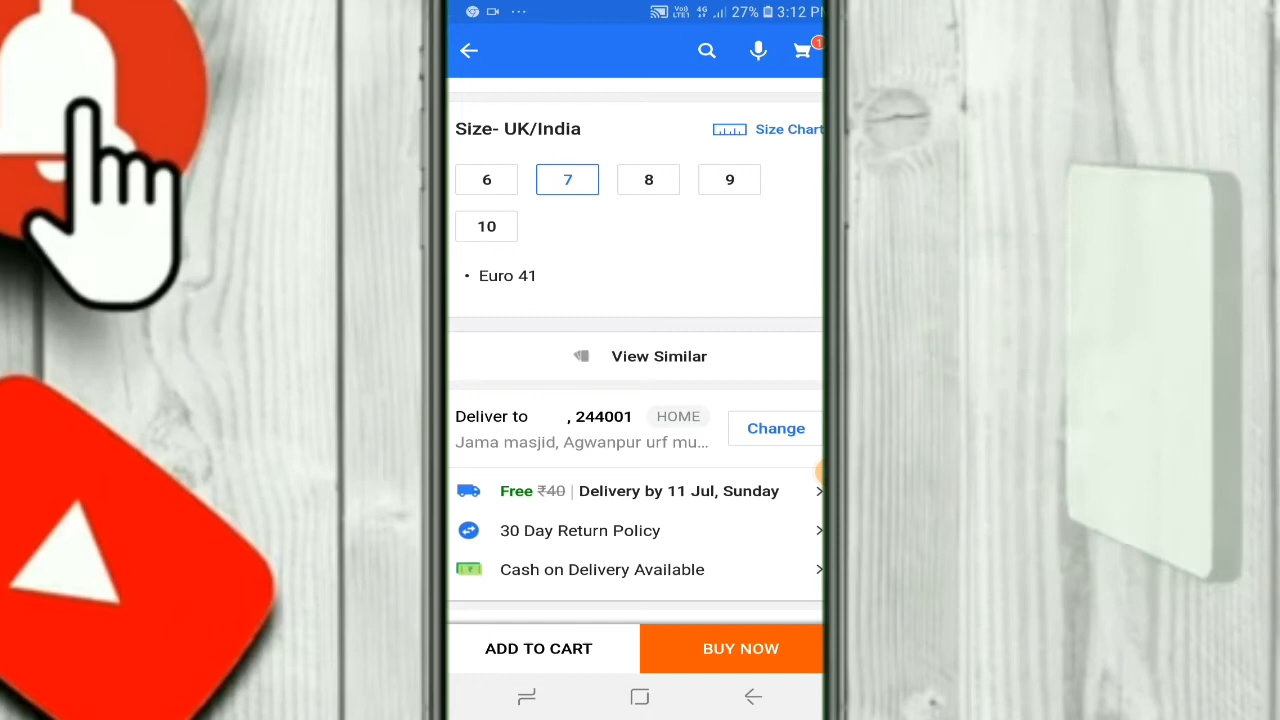 27% 3:12 P
1
Size- UK/India
Size Chart
6 7 8 9
10
• Euro 41
View Similar
Deliver to , 244001 HOME
Change
Jama masjid, Agwanpur urf mu...
Free ₹40 | Delivery by 11 Jul, Sunday
30 Day Return Policy
Cash on Delivery Available
ADD TO CART
BUY NOW